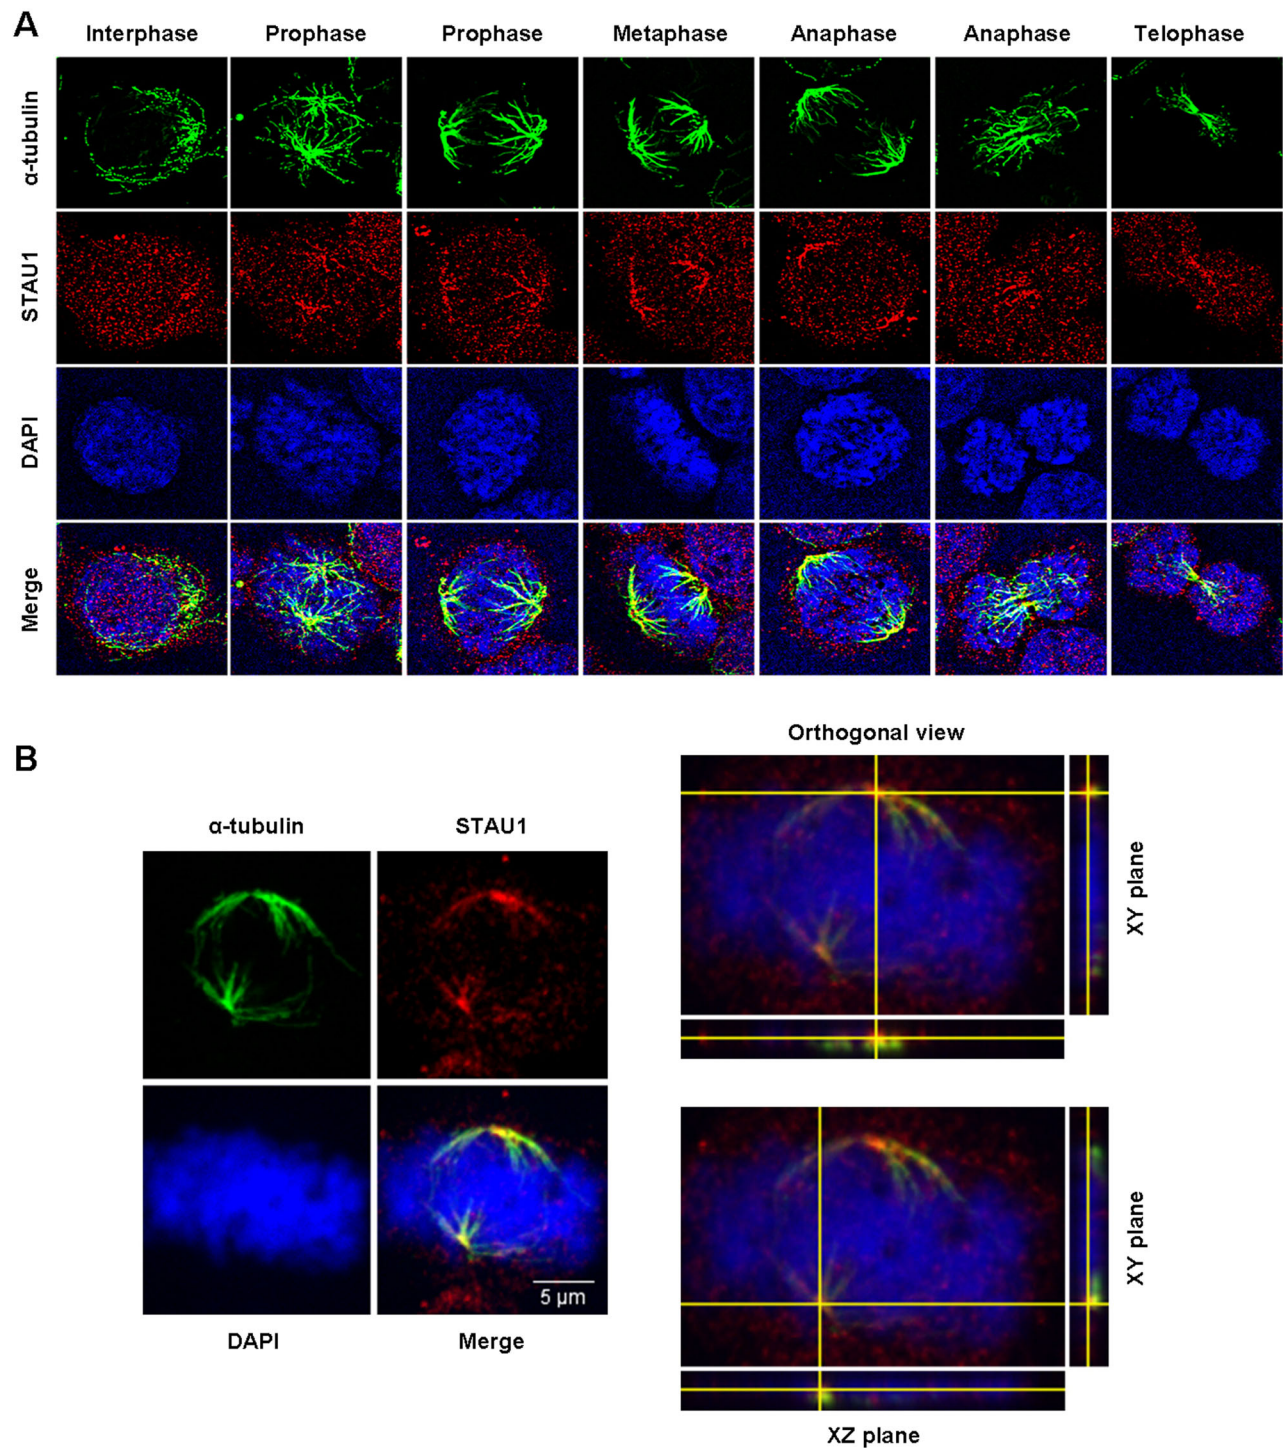 A
Interphase Prophase Prophase Metaphase Anaphase Anaphase Telophase
α-tubulin
STAU1
DAPI
Merge
B
Orthogonal view
α-tubulin STAU1
XY plane
5 µm
DAPI Merge
XY plane
XZ plane